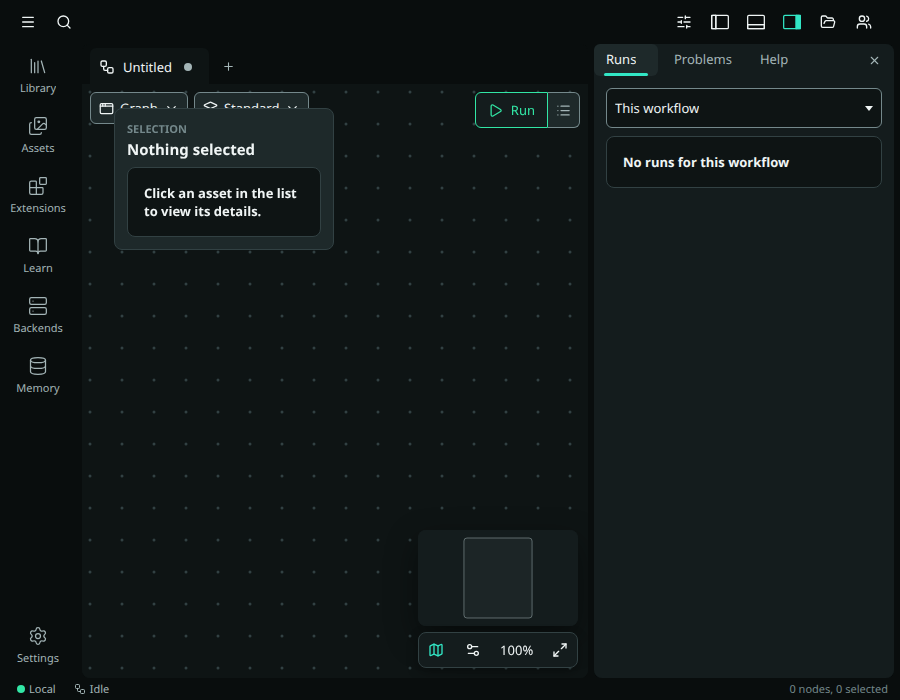 Library
Assets
Extensions
Learn
Backends
Memory
Settings
Untitled
Graph
Standard
Run
SELECTION
Nothing selected
Click an asset in the list
to view its details.
100%
Runs
Problems
Help
This workflow
No runs for this workflow
Local
Idle
0 nodes, 0 selected